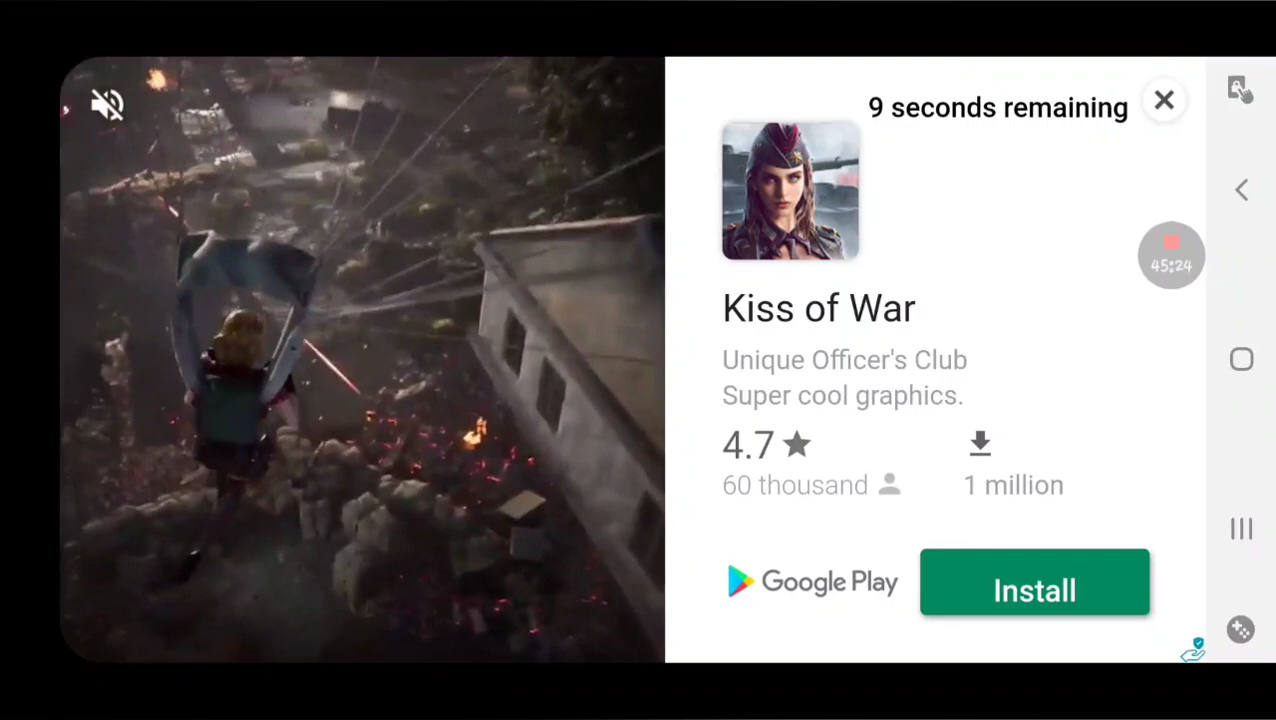 9 seconds remaining
45:24
Kiss of War
Unique Officer's Club
Super cool graphics.
4.7
60 thousand
1 million
Google Play
Install